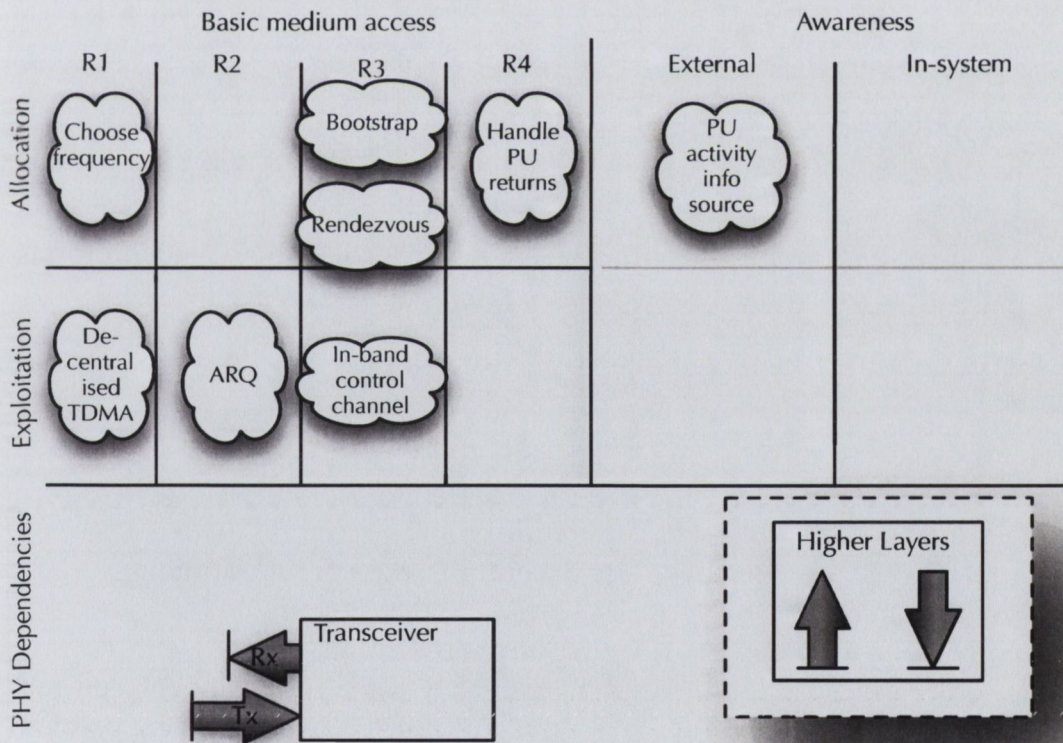 Basic medium access
Awareness
R1
R2
R3
R4
External
In-system
Allocation
Choose
frequency
Bootstrap
Rendezvous
Handle
PU
returns
PU
activity
info
source
Exploitation
De-
central
ised
TDMA
ARQ
In-band
control
channel
PHY Dependencies
Transceiver
Rx
Tx
Higher Layers